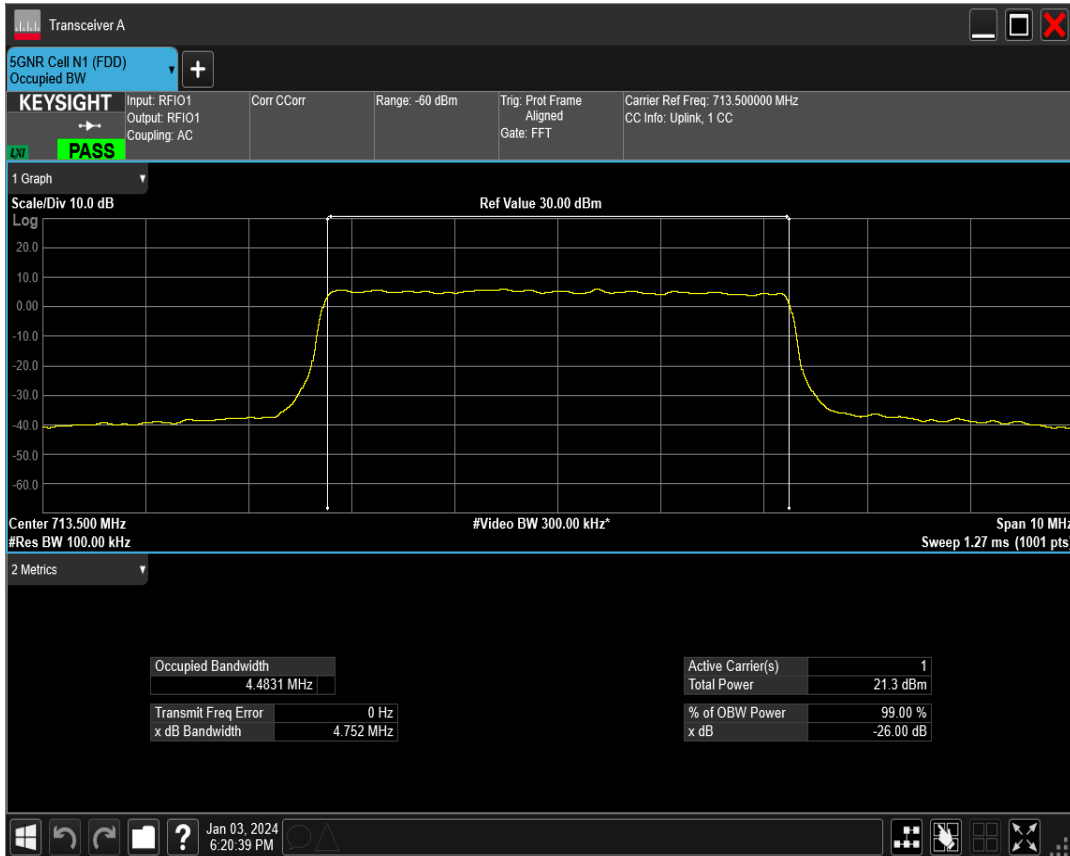 Transceiver A
5GNR Cell N1 (FDD)
Occupied BW
+
KEYSIGHT
LXI
PASS
Input: RFIO1
Output: RFIO1
Coupling: AC
Corr CCorr
Range: -60 dBm
Trig: Prot Frame
Aligned
Gate: FFT
Carrier Ref Freq: 713.500000 MHz
CC Info: Uplink, 1 CC
1 Graph
Scale/Div 10.0 dB
Ref Value 30.00 dBm
Log
20.0
10.0
0.00
-10.0
-20.0
-30.0
-40.0
-50.0
-60.0
Center 713.500 MHz
#Video BW 300.00 kHz*
Span 10 MHz
#Res BW 100.00 kHz
Sweep 1.27 ms (1001 pts)
2 Metrics
Occupied Bandwidth
4.4831 MHz
Transmit Freq Error 0 Hz
x dB Bandwidth 4.752 MHz
Active Carrier(s) 1
Total Power 21.3 dBm
% of OBW Power 99.00 %
x dB -26.00 dB
?
Jan 03, 2024
6:20:39 PM